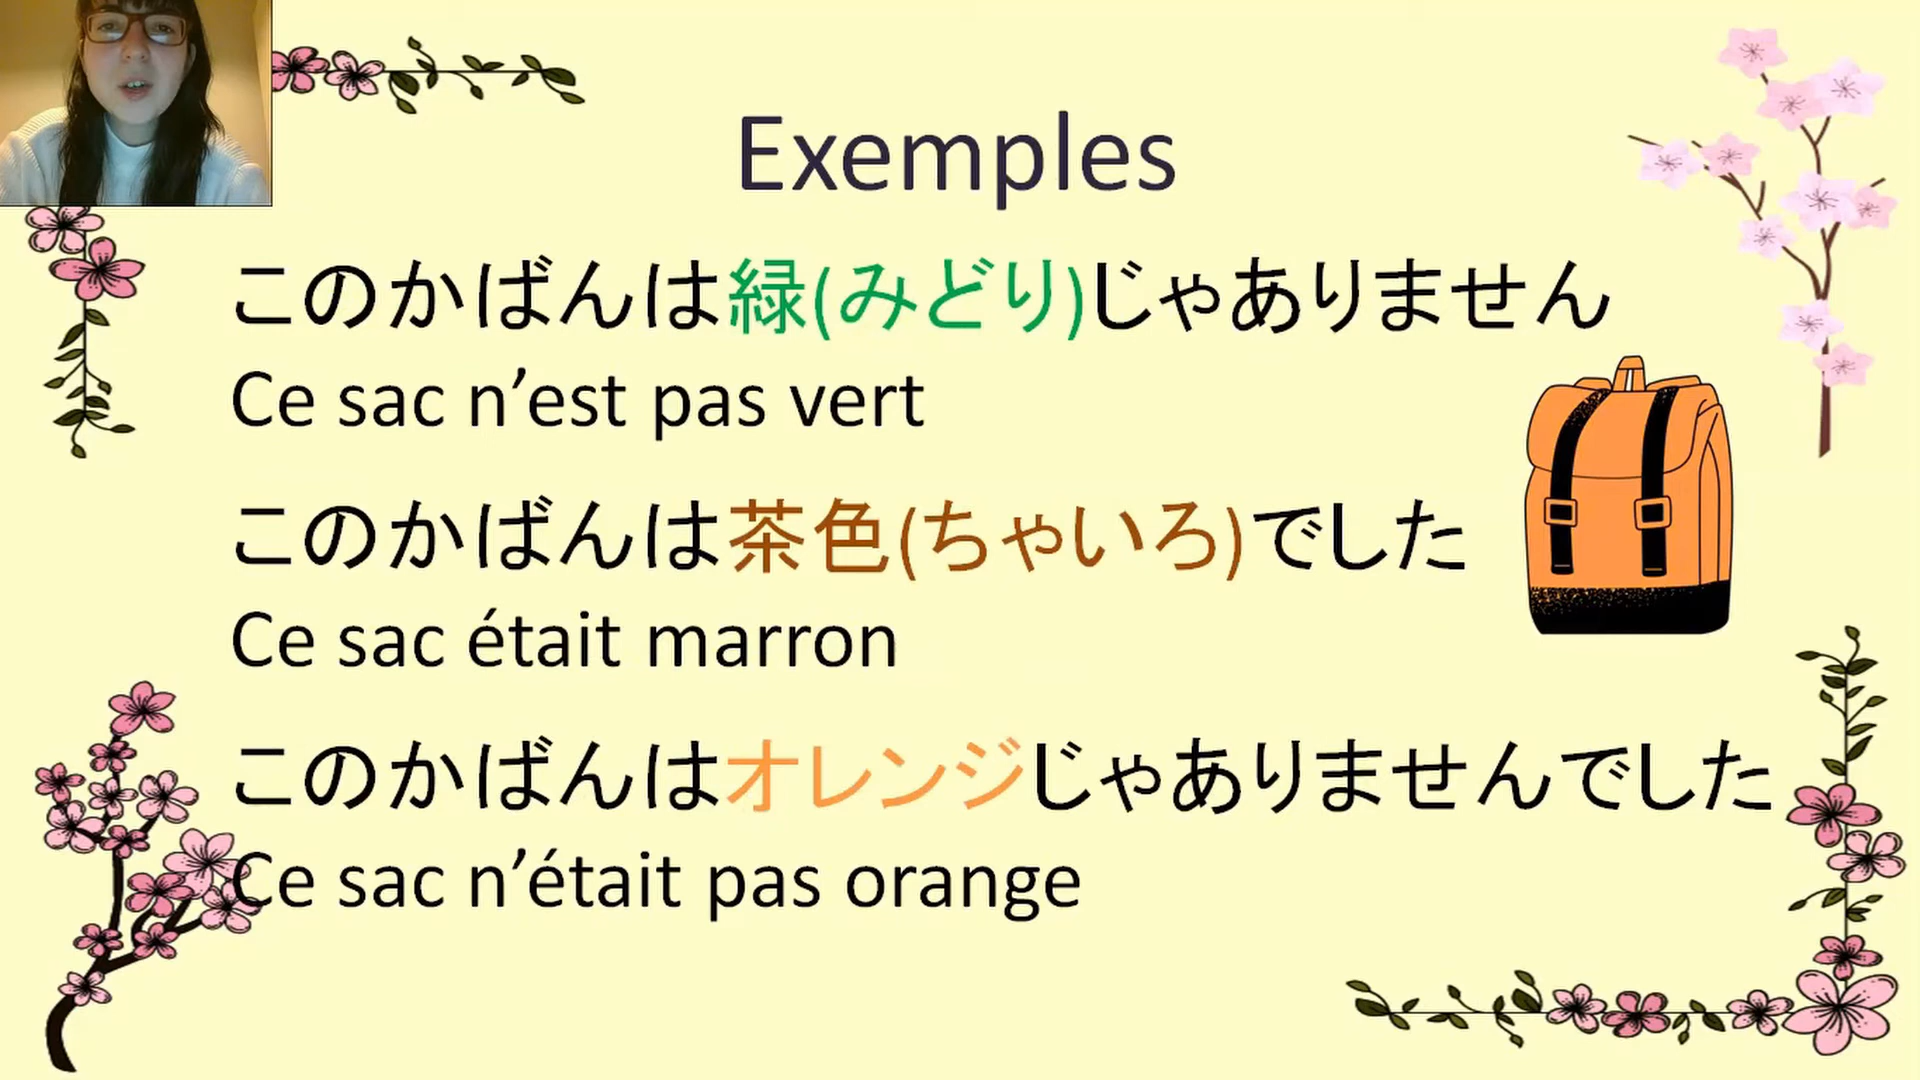 Exemples
このかばんは緑(みどり)じゃありません
Ce sac n’est pas vert
このかばんは茶色(ちゃいろ)でした
Ce sac était marron
このかばんはオレンジじゃありませんでした
Ce sac n’était pas orange